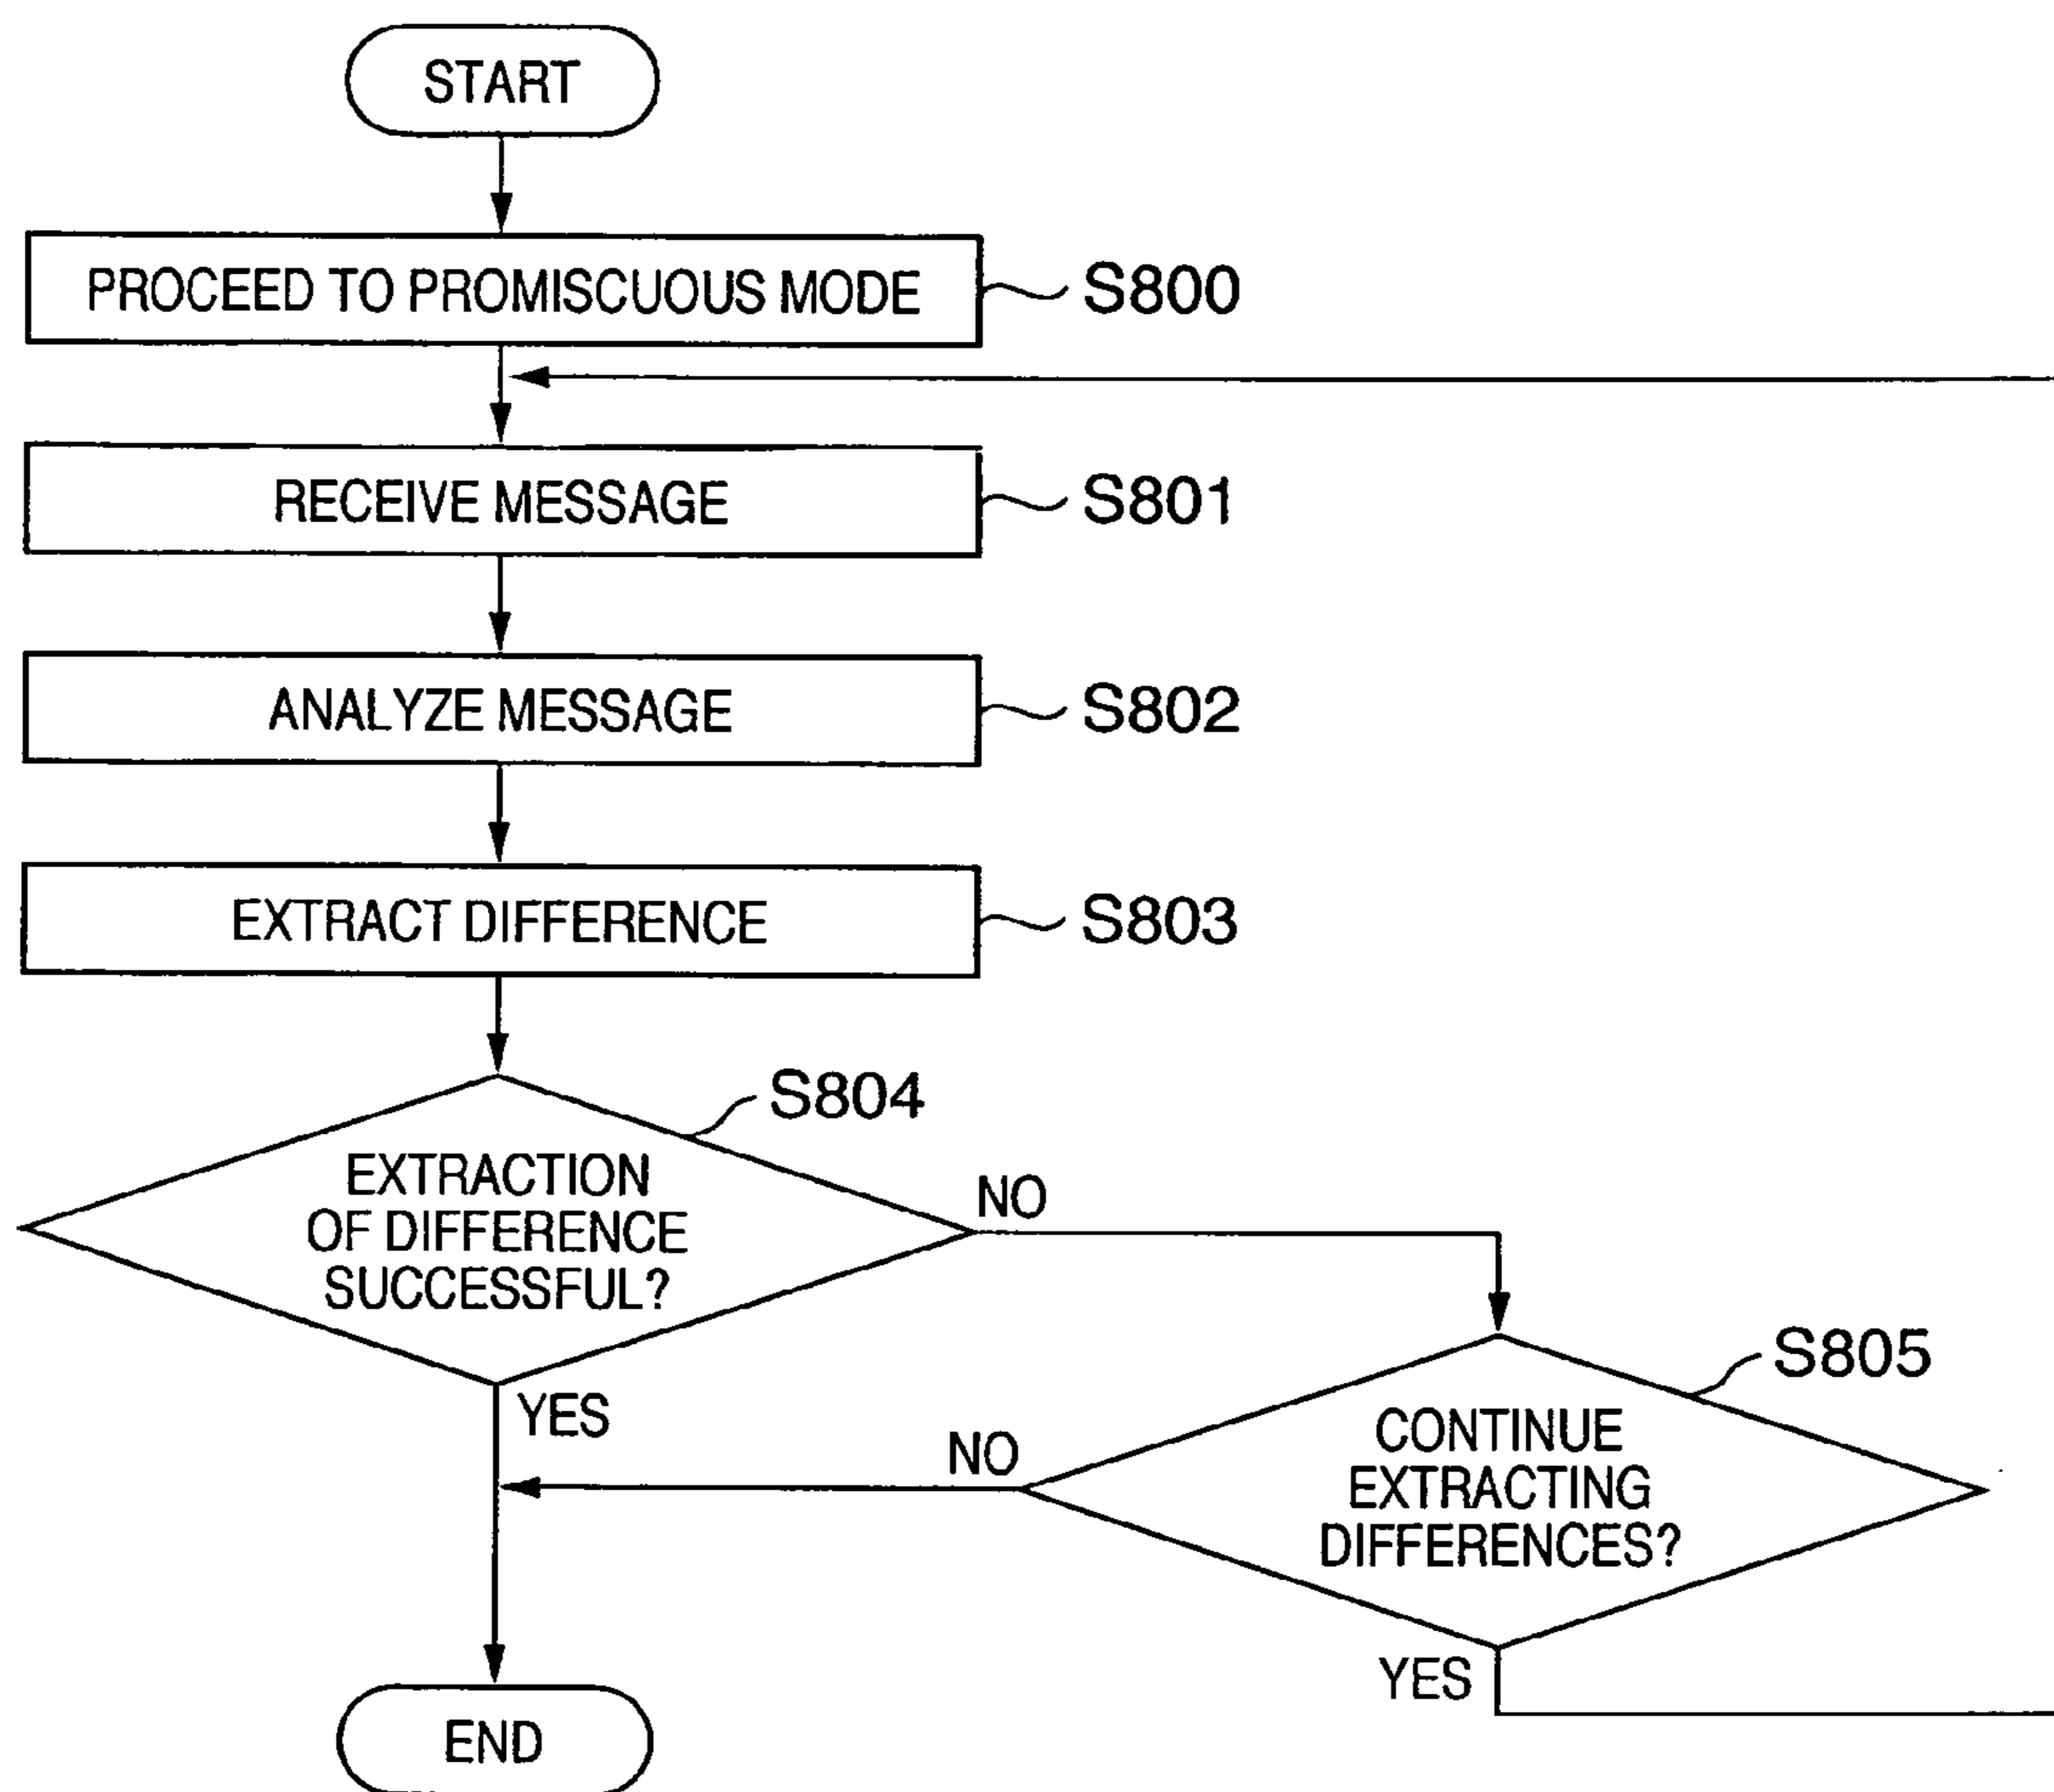 START
PROCEED TO PROMISCUOUS MODE
S800
RECEIVE MESSAGE
S801
ANALYZE MESSAGE
S802
EXTRACT DIFFERENCE
S803
S804
EXTRACTION
OF DIFFERENCE
SUCCESSFUL?
NO
YES
S805
CONTINUE
EXTRACTING
DIFFERENCES?
NO
YES
END